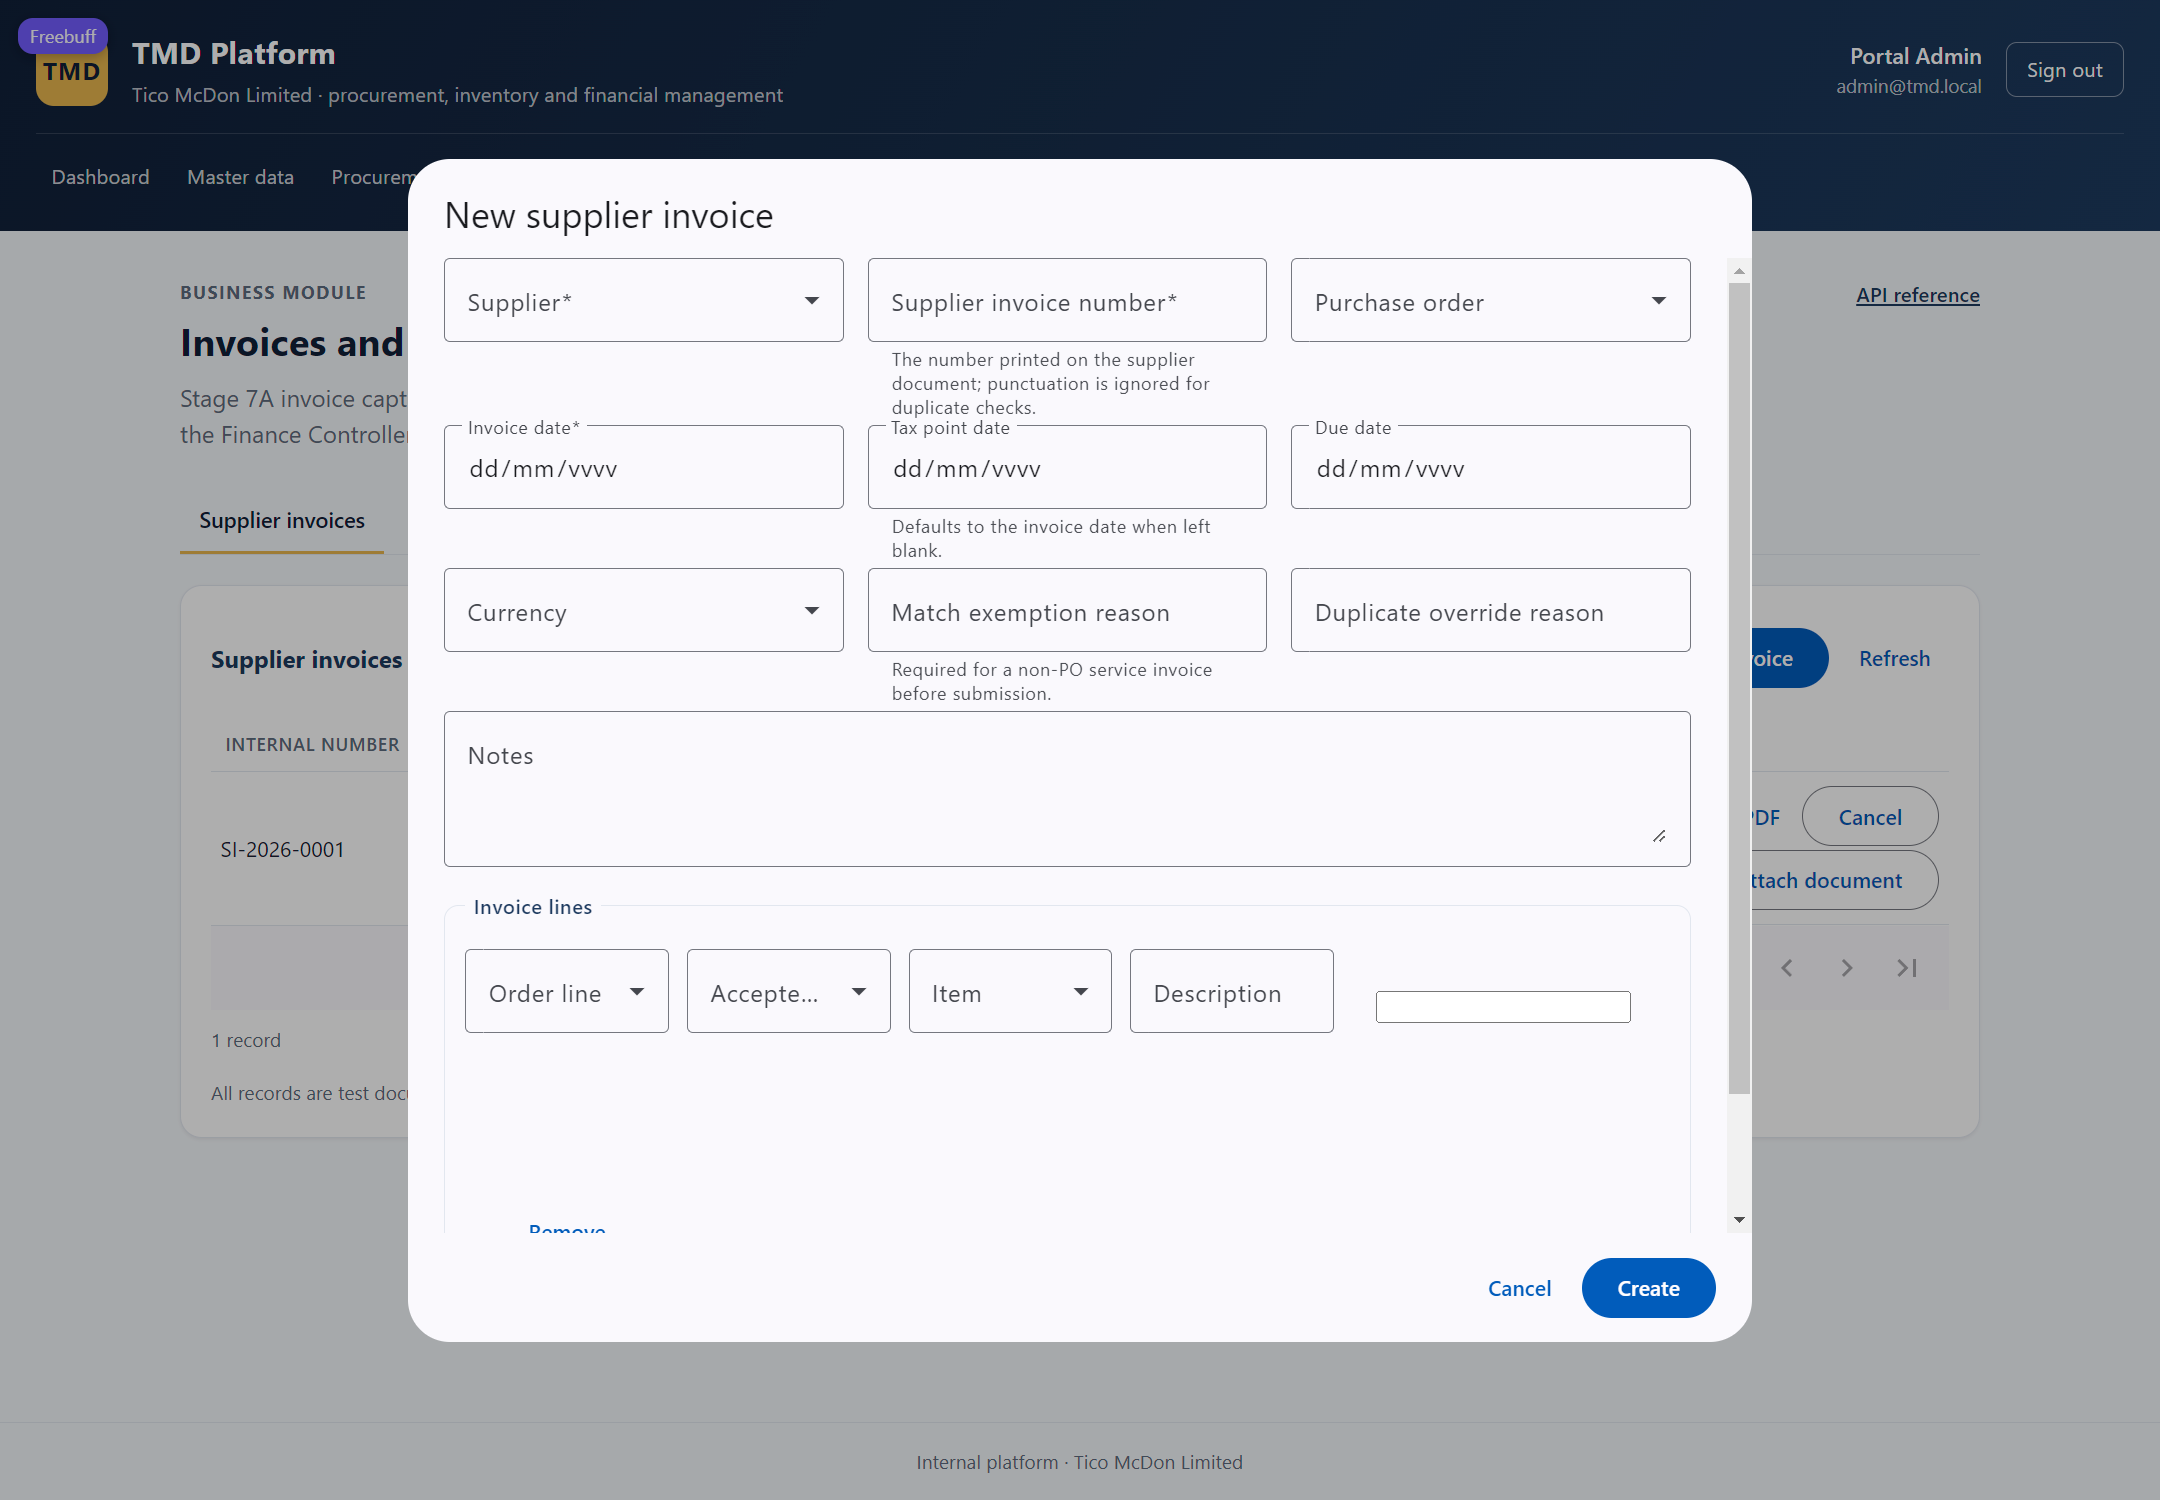 Freebuff
TMD
TMD Platform
Tico McDon Limited · procurement, inventory and financial management
Portal Admin
admin@tmd.local
Sign out
Dashboard
Master data
Procurem
BUSINESS MODULE
API reference
Invoices and
Stage 7A invoice capt
the Finance Controller
Supplier invoices
Supplier invoices
voice
Refresh
INTERNAL NUMBER
SI-2026-0001
PDF
Cancel
ttach document
1 record
All records are test docu
New supplier invoice
Supplier*
Supplier invoice number*
Purchase order
The number printed on the supplier
document; punctuation is ignored for
duplicate checks.
Invoice date*
Tax point date
Due date
dd/mm/yyyy
dd/mm/yyyy
dd/mm/yyyy
Defaults to the invoice date when left
blank.
Currency
Match exemption reason
Duplicate override reason
Required for a non-PO service invoice
before submission.
Notes
Invoice lines
Order line
Accepte...
Item
Description
Remove
Cancel
Create
Internal platform · Tico McDon Limited